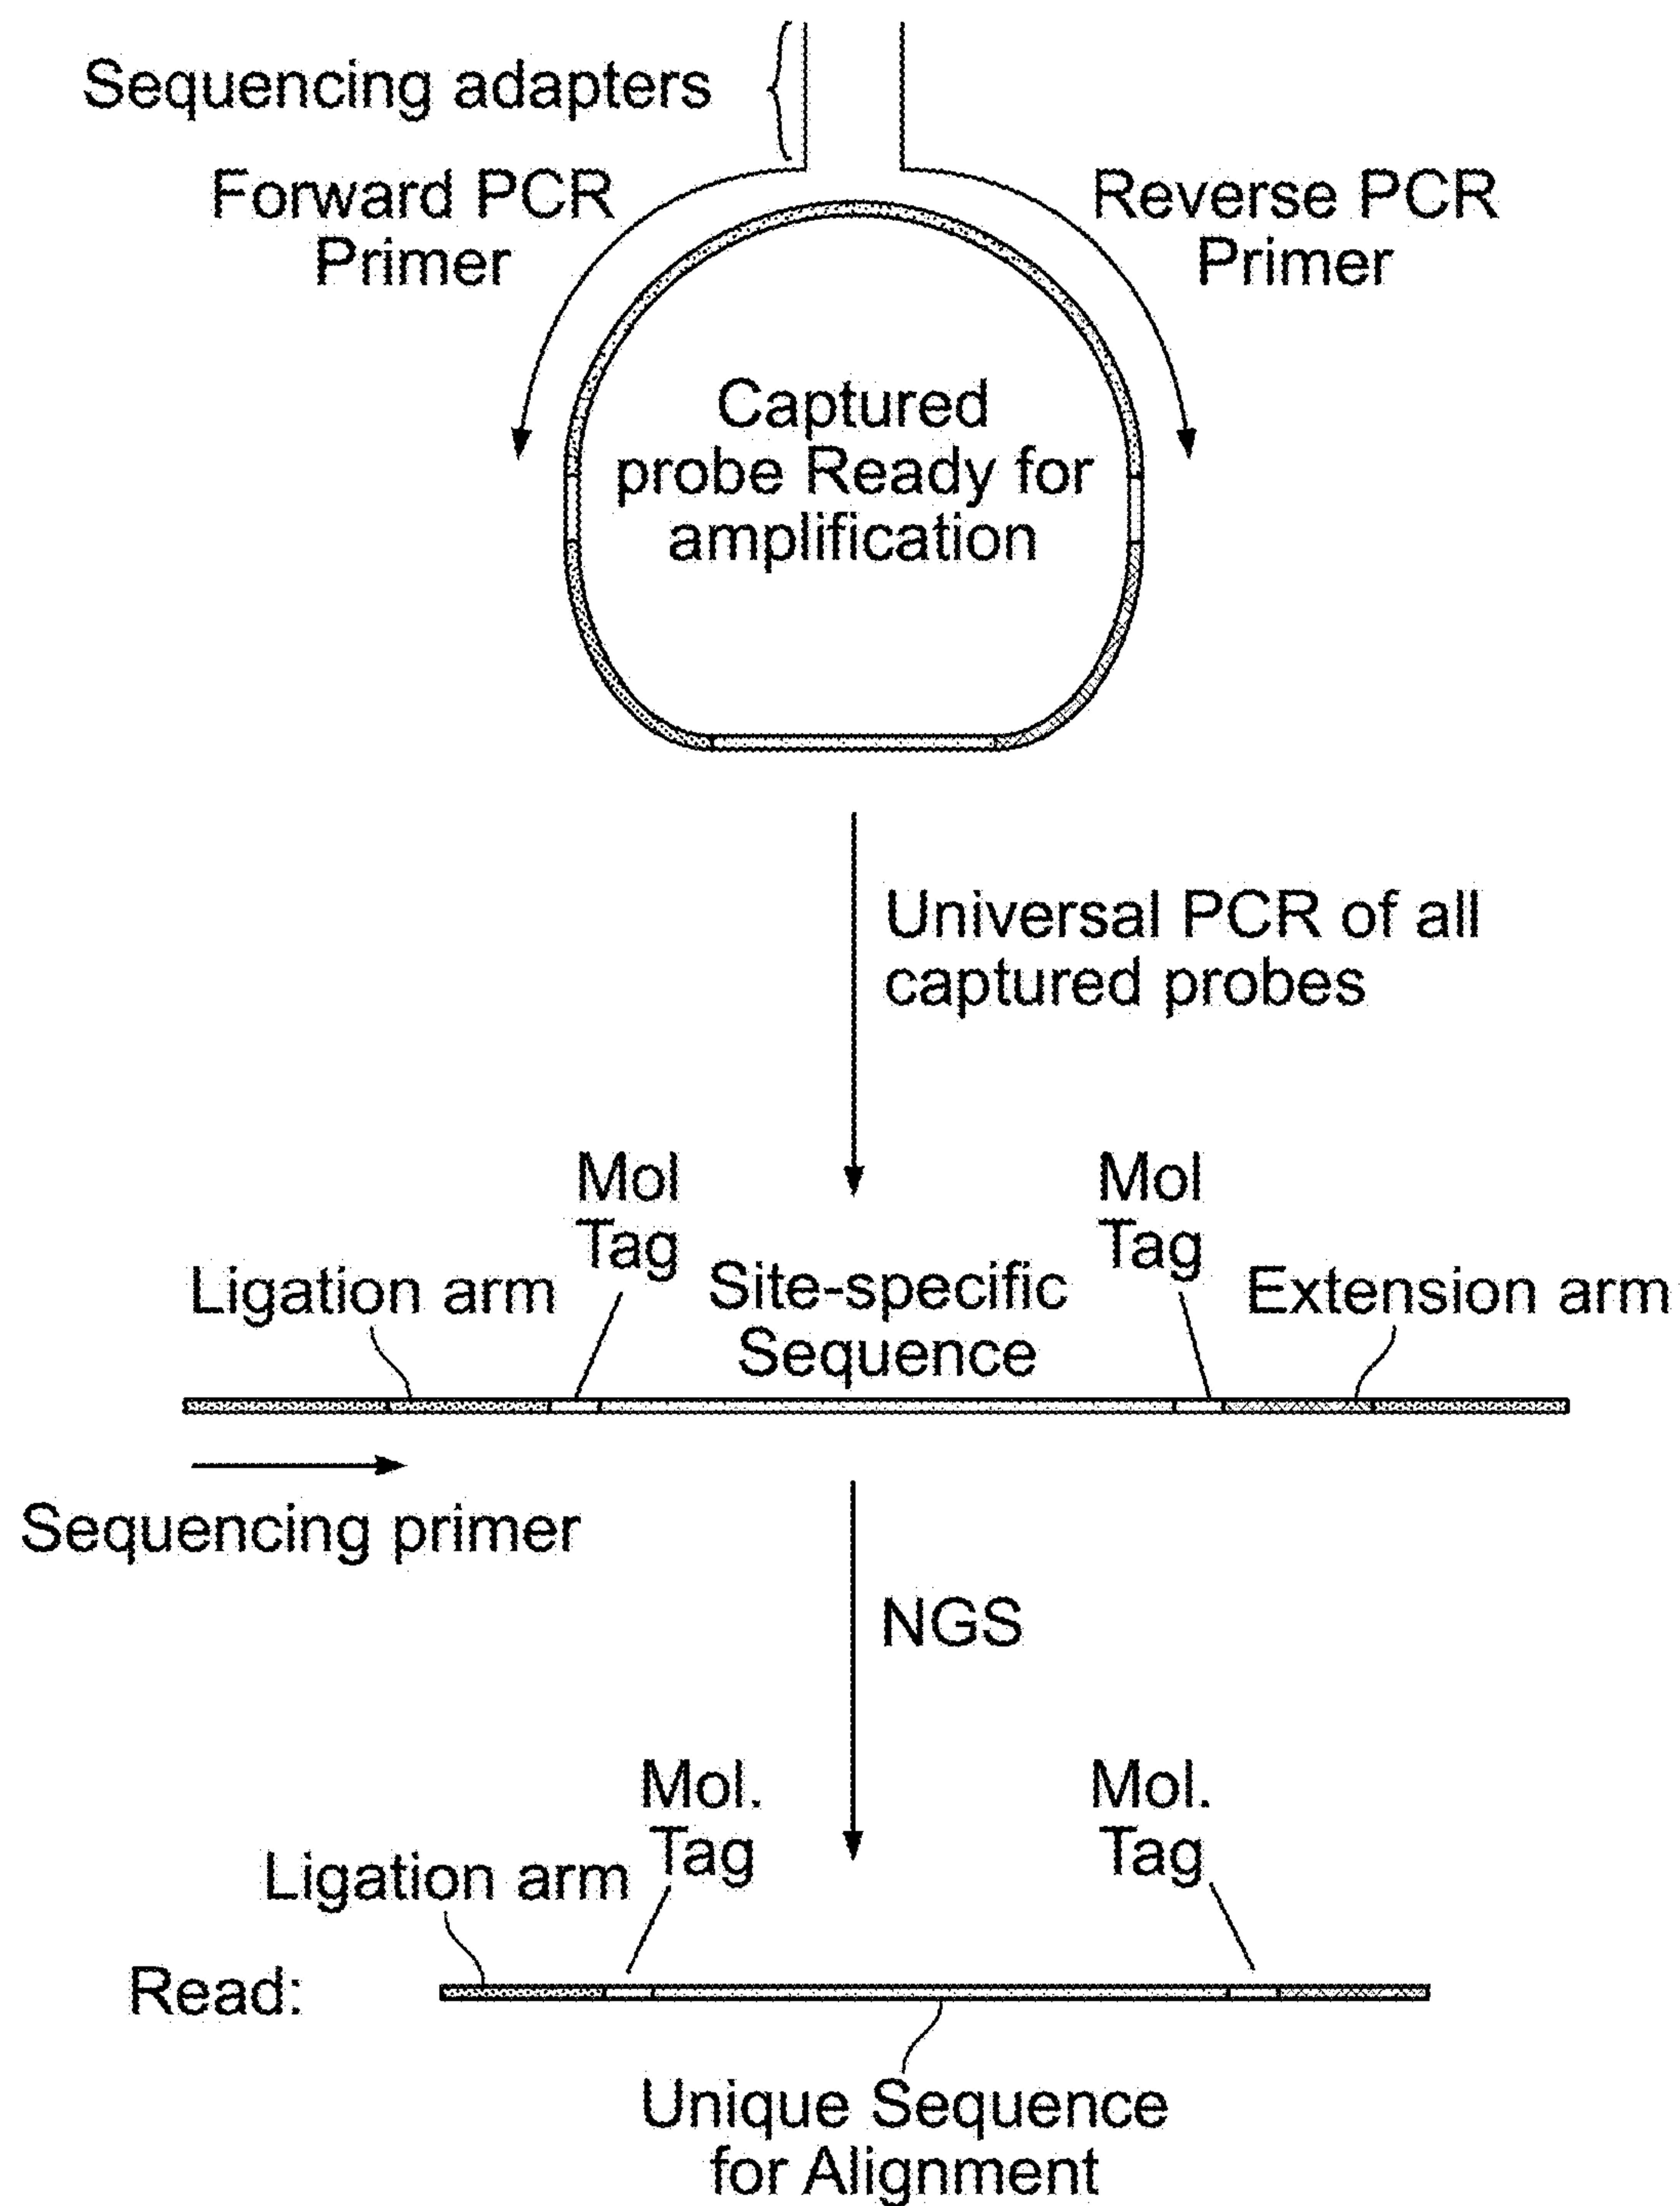 Sequencing adapters
Forward PCR
Primer
Reverse PCR
Primer
Captured
probe Ready for
amplification
Universal PCR of all
captured probes
Mol
Tag
Mol
Tag
Ligation arm
Site-specific
Sequence
Extension arm
Sequencing primer
NGS
Mol.
Tag
Mol.
Tag
Ligation arm
Read:
Unique Sequence
for Alignment